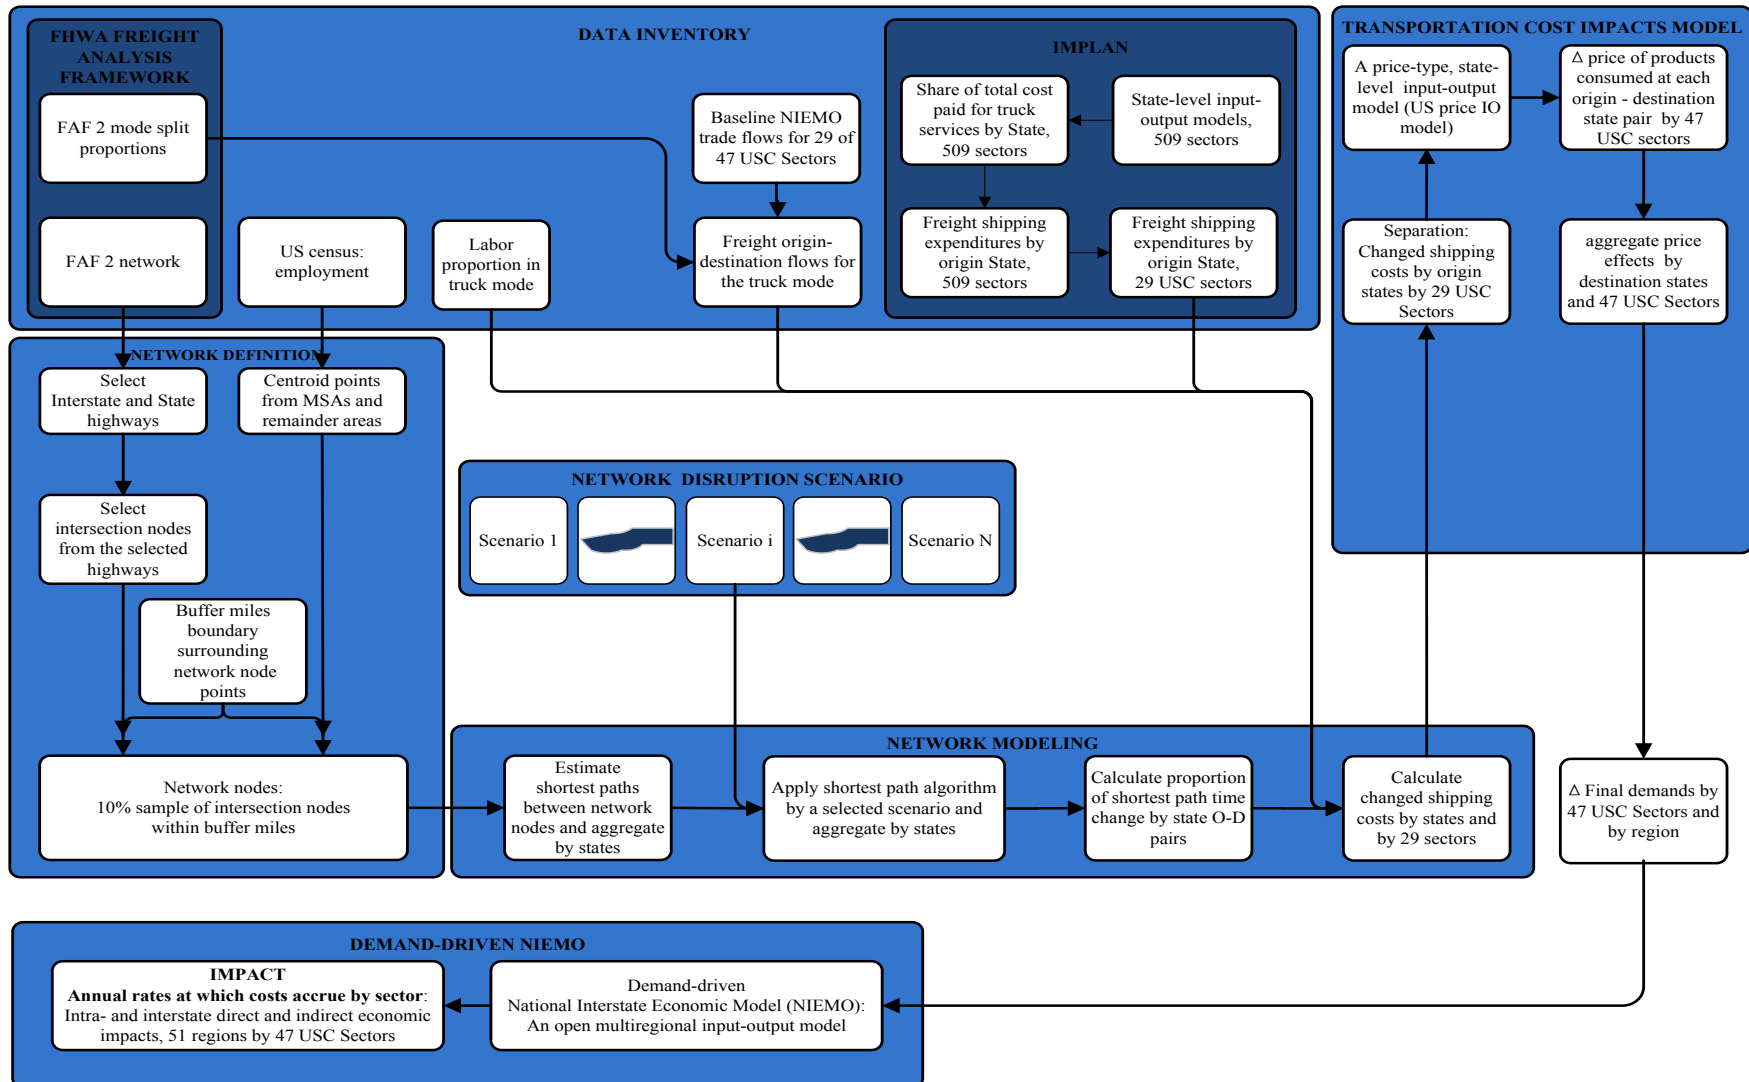 DATA INVENTORY
FHWA FREIGHT
ANALYSIS
FRAMEWORK
FAF 2 mode split
proportions
FAF 2 network
US census:
employment
Labor
proportion in
truck mode
Baseline NIEMO
trade flows for 29 of
47 USC Sectors
Freight origin-
destination flows for
the truck mode
IMPLAN
Share of total cost
paid for truck
services by State,
509 sectors
State-level input-
output models,
509 sectors
Freight shipping
expenditures by
origin State,
509 sectors
Freight shipping
expenditures by
origin State,
29 USC sectors
TRANSPORTATION COST IMPACTS MODEL
A price-type, state-
level input-output
model (US price IO
model)
Δ price of products
consumed at each
origin - destination
state pair by 47
USC sectors
Separation:
Changed shipping
costs by origin
states by 29 USC
Sectors
aggregate price
effects by
destination states
and 47 USC Sectors
NETWORK DEFINITION
Select
Interstate and State
highways
Centroid points
from MSAs and
remainder areas
Select
intersection nodes
from the selected
highways
Buffer miles
boundary
surrounding
network node
points
Network nodes:
10% sample of intersection nodes
within buffer miles
NETWORK DISRUPTION SCENARIO
Scenario 1
Scenario i
Scenario N
NETWORK MODELING
Estimate
shortest paths
between network
nodes and aggregate
by states
Apply shortest path algorithm
by a selected scenario and
aggregate by states
Calculate proportion
of shortest path time
change by state O-D
pairs
Calculate
changed shipping
costs by states and
by 29 sectors
Δ Final demands by
47 USC Sectors and
by region
DEMAND-DRIVEN NIEMO
IMPACT
Annual rates at which costs accrue by sector:
Intra- and interstate direct and indirect economic
impacts, 51 regions by 47 USC Sectors
Demand-driven
National Interstate Economic Model (NIEMO):
An open multiregional input-output model